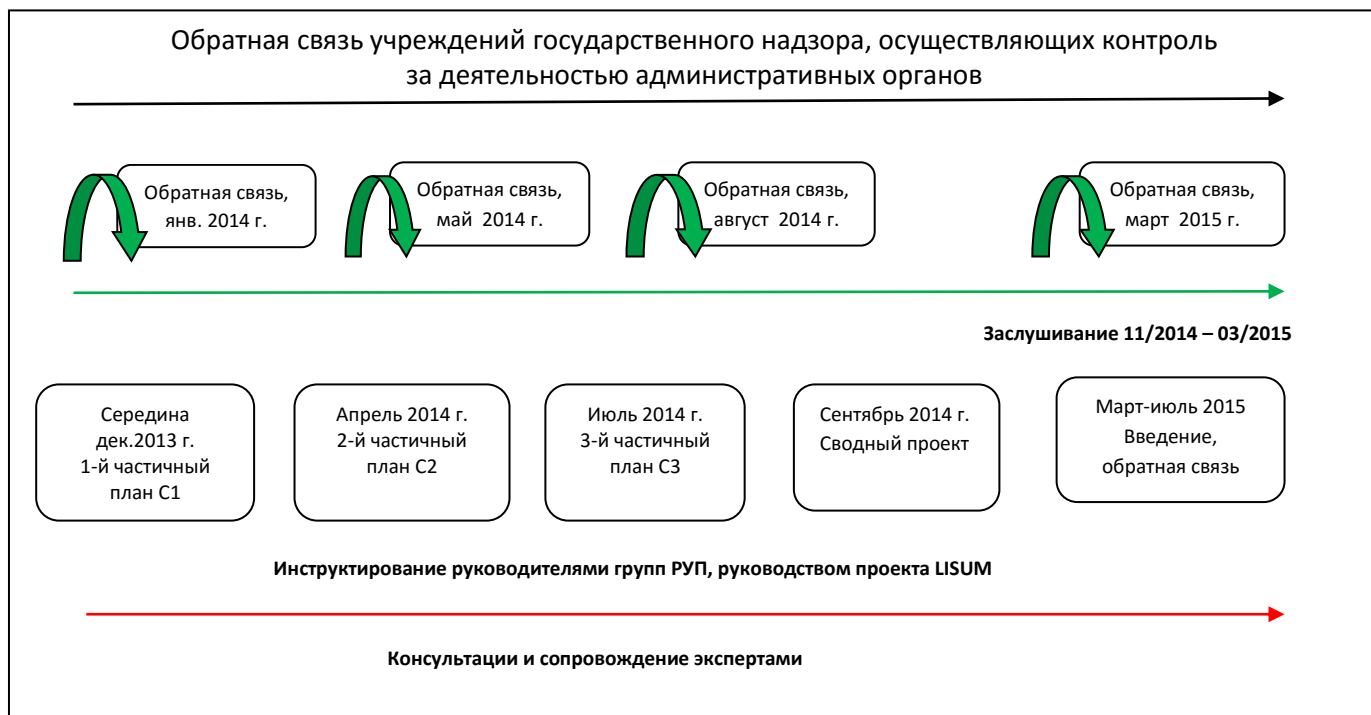 Обратная связь учреждений государственного надзора, осуществляющих контроль
за деятельностью административных органов
Обратная связь,
янв. 2014 г.
Обратная связь,
май 2014 г.
Обратная связь,
август 2014 г.
Обратная связь,
март 2015 г.
Заслушивание 11/2014 – 03/2015
Середина
дек.2013 г.
1-й частичный
план С1
Апрель 2014 г.
2-й частичный
план С2
Июль 2014 г.
3-й частичный
план С3
Сентябрь 2014 г.
Сводный проект
Март-июль 2015
Введение,
обратная связь
Инструктирование руководителями групп РУП, руководством проекта LISUM
Консультации и сопровождение экспертами